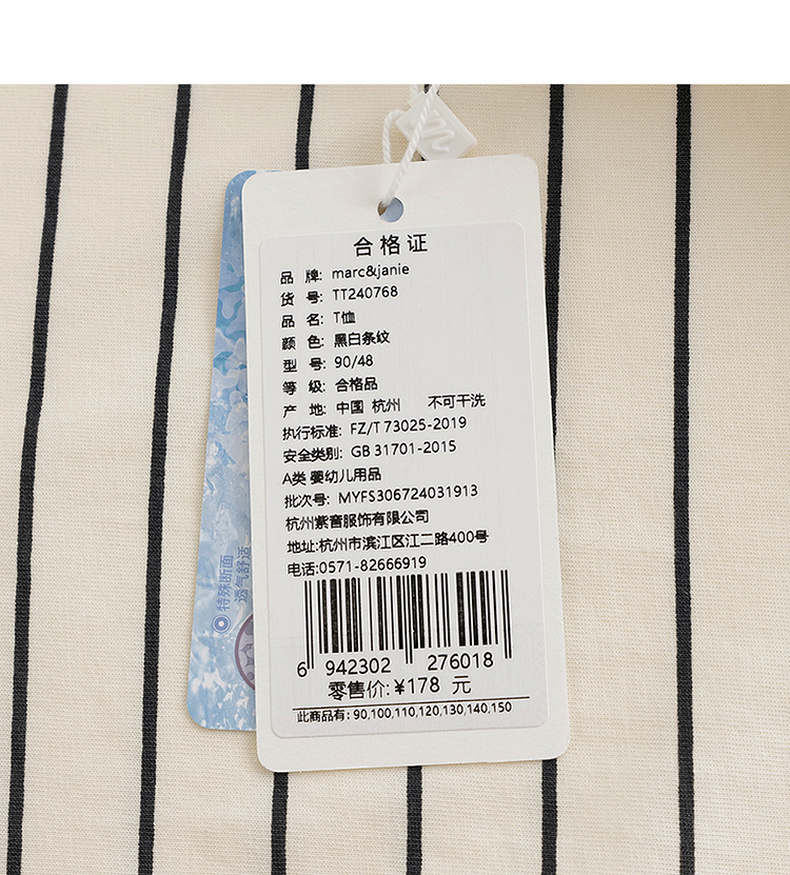 合格证
品 牌: marc&janie
货 号: TT240768
品 名: T恤
颜 色: 黑白条纹
型 号: 90/48
等 级: 合格品
产 地: 中国 杭州 不可干洗
执行标准: FZ/T 73025-2019
安全类别: GB 31701-2015
A类 婴幼儿用品
批次号: MYFS306724031913
杭州紫音服饰有限公司
地址:杭州市滨江区江二路400号
电话:0571-82666919
6 942302 276018
零售价:¥178 元
此商品有: 90,100,110,120,130,140,150
特殊断面
透气舒适